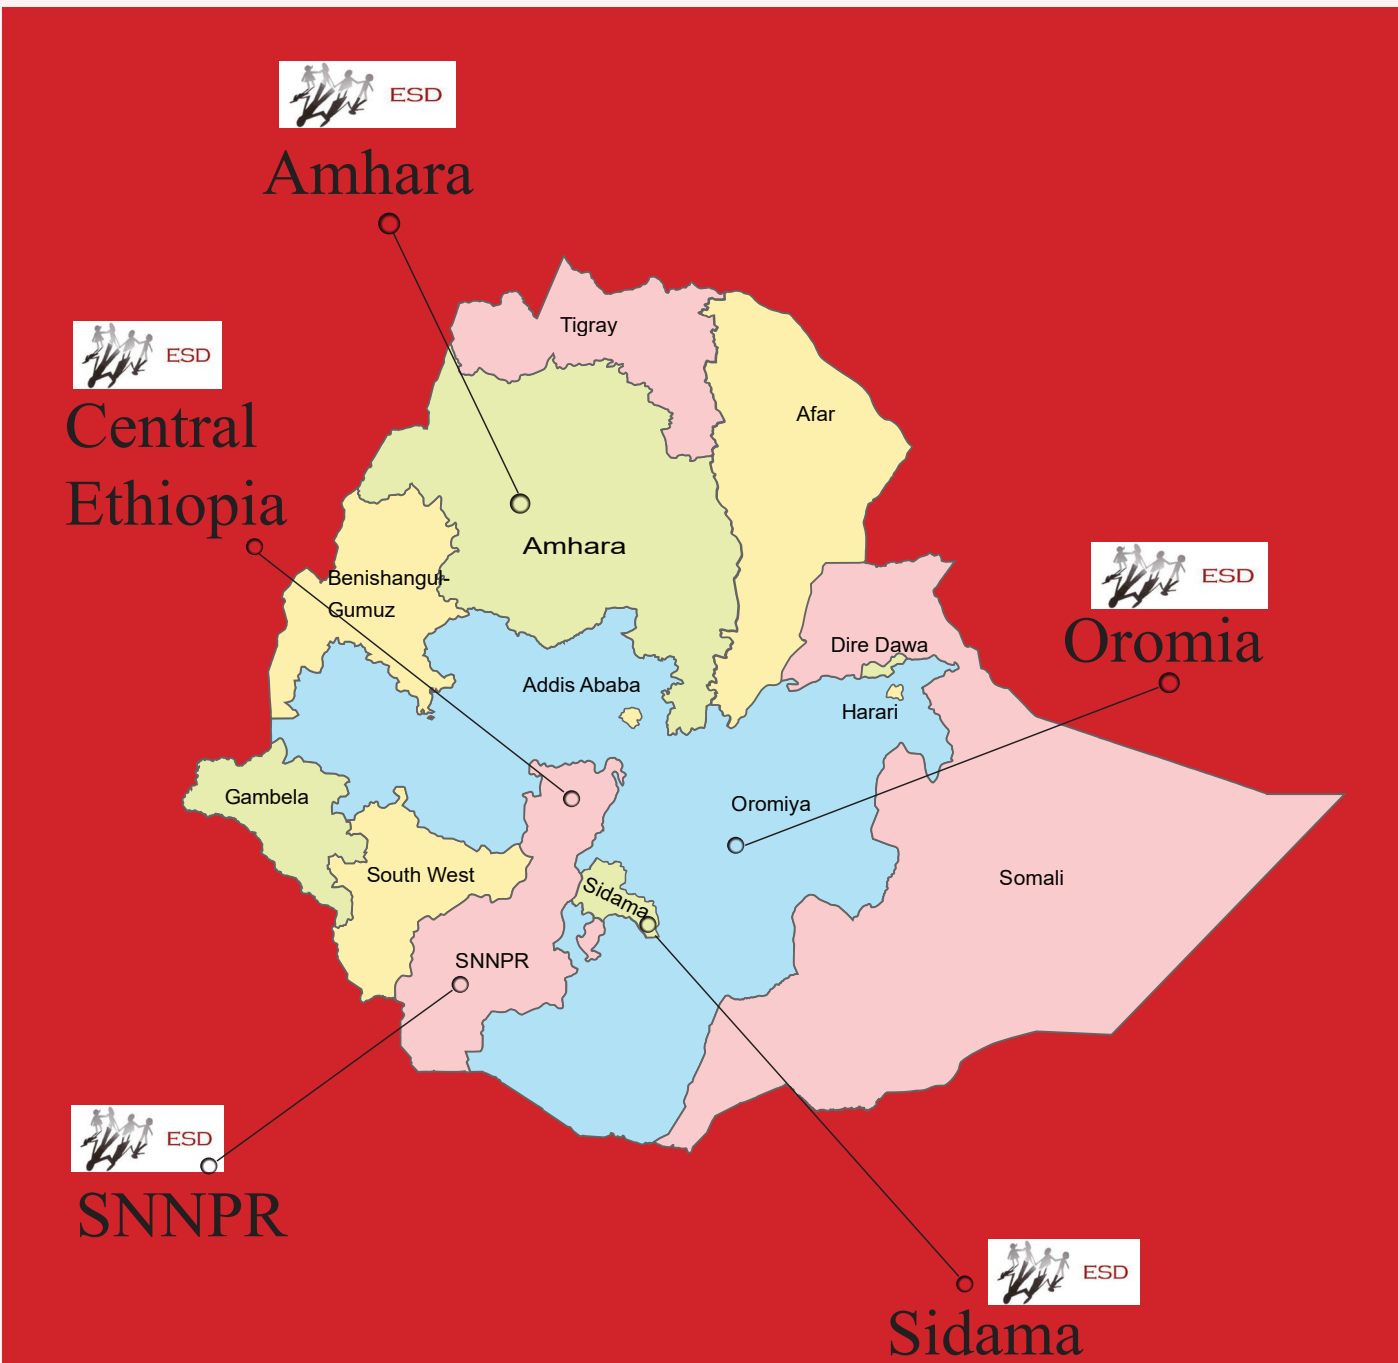 ESD
Amhara
ESD
Central
Ethiopia
Tigray
Afar
Amhara
Benishangul-
Gumuz
ESD
Oromia
Dire Dawa
Addis Ababa
Harari
Gambela
Oromiya
South West
Somali
Sidama
SNNPR
ESD
SNNPR
ESD
Sidama